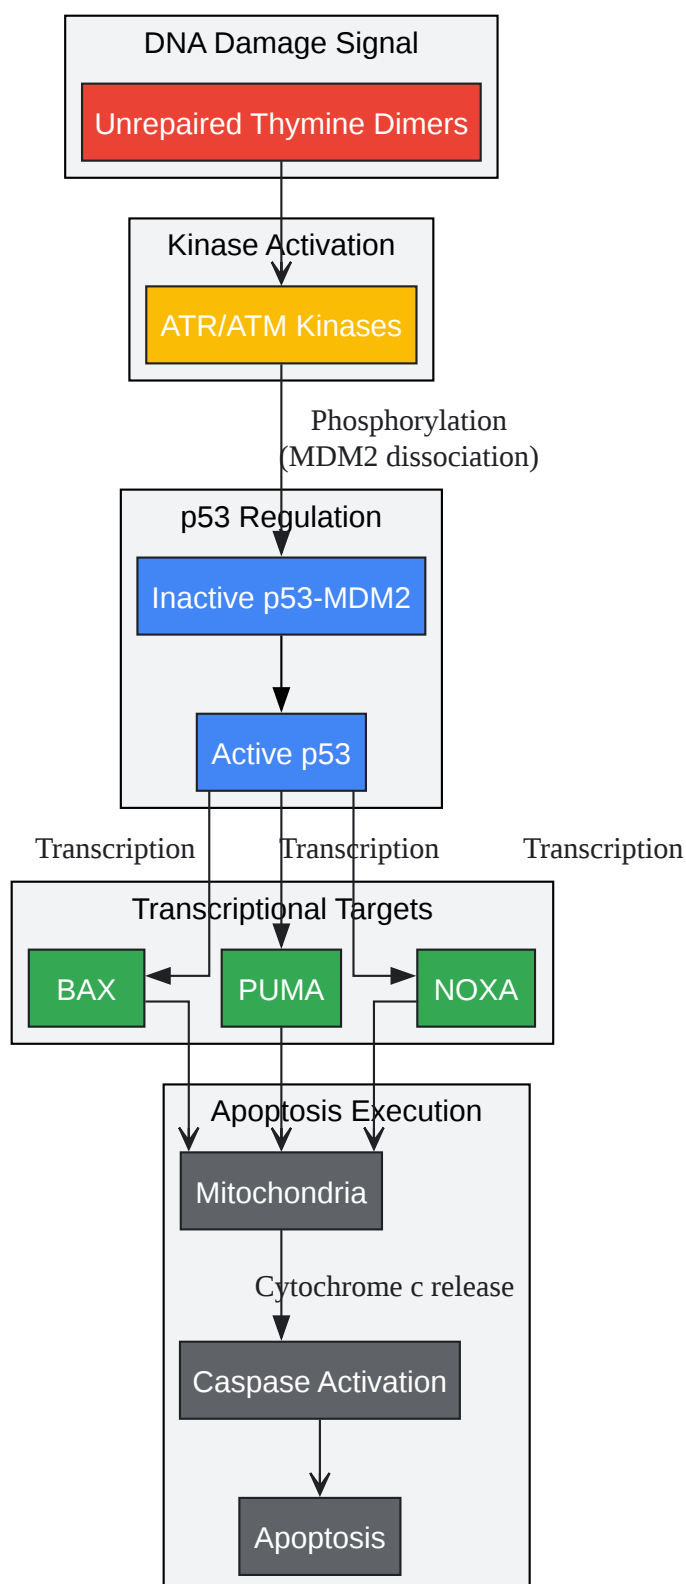 DNA Damage Signal
Unrepaired Thymine Dimers
Kinase Activation
ATR/ATM Kinases
Phosphorylation
(MDM2 dissociation)
p53 Regulation
Inactive p53-MDM2
Active p53
Transcription
Transcription
Transcription
Transcriptional Targets
BAX
PUMA
NOXA
Apoptosis Execution
Mitochondria
Cytochrome c release
Caspase Activation
Apoptosis